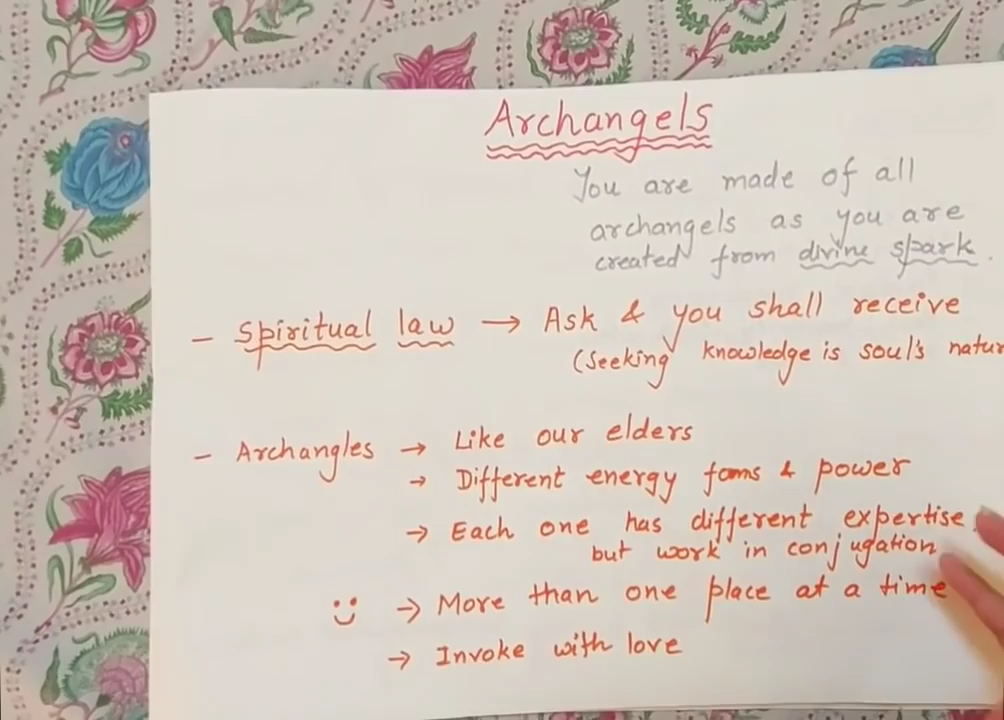 Archangels
You are made of all
archangels as you are
created from divine spark.
- Spiritual law → Ask & you shall receive
(Seeking knowledge is soul's natur
- Archangles → Like our elders
→ Different energy foms & power
→ Each one has different expertise
but work in conjugation
→ More than one place at a time
→ Invoke with love